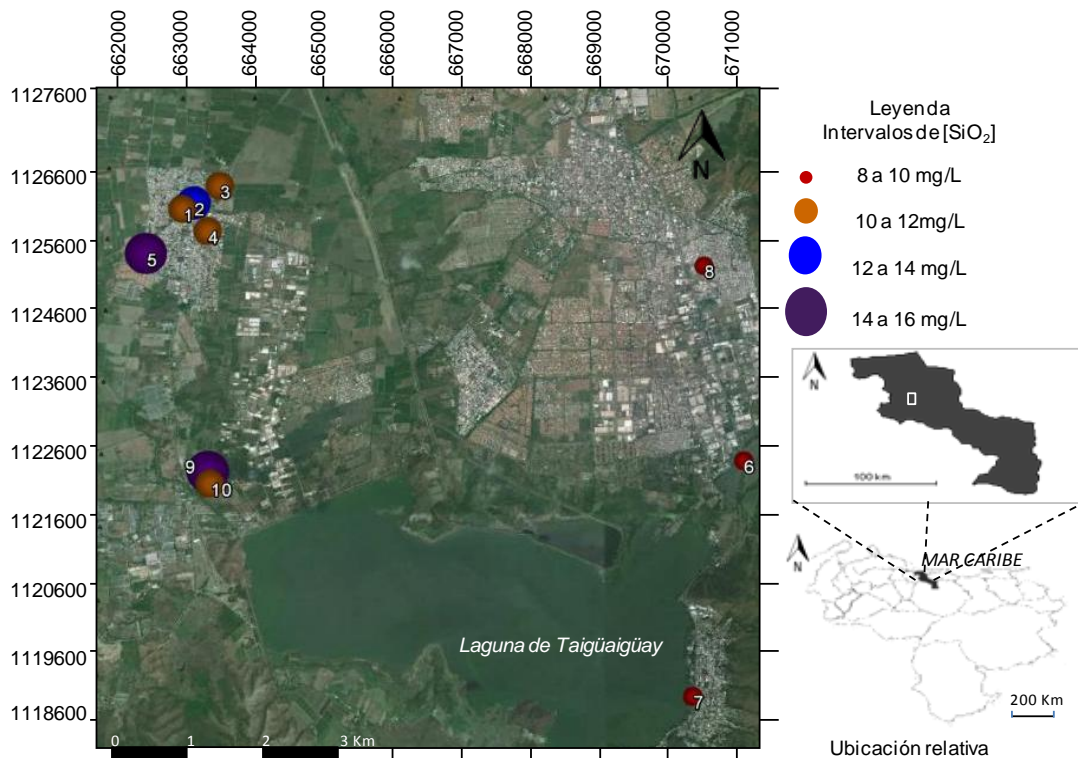 662000
663000
664000
665000
666000
667000
668000
669000
670000
671000
1127600
1126600
1125600
1124600
1123600
1122600
1121600
1120600
1119600
1118600
3
2
1
4
5
8
6
9
10
7
N
Laguna de Taigüaigüay
0 1 2 3 Km
Leyenda
Intervalos de [SiO₂]
8 a 10 mg/L
10 a 12mg/L
12 a 14 mg/L
14 a 16 mg/L
N
100 km
N
MAR CARIBE
200 Km
Ubicación relativa